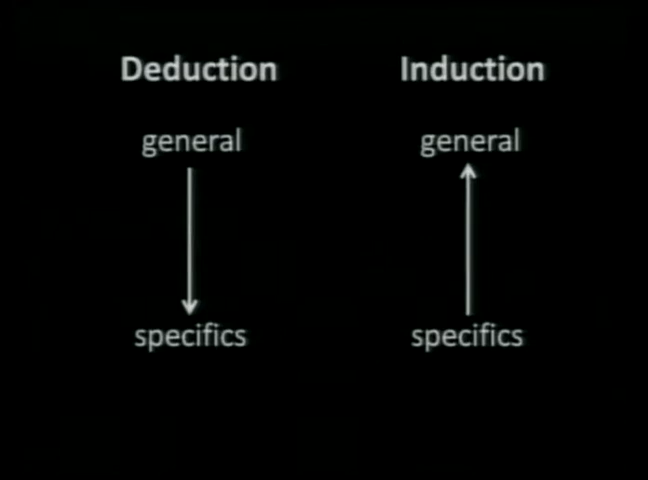 Deduction
general
specifics
Induction
general
specifics